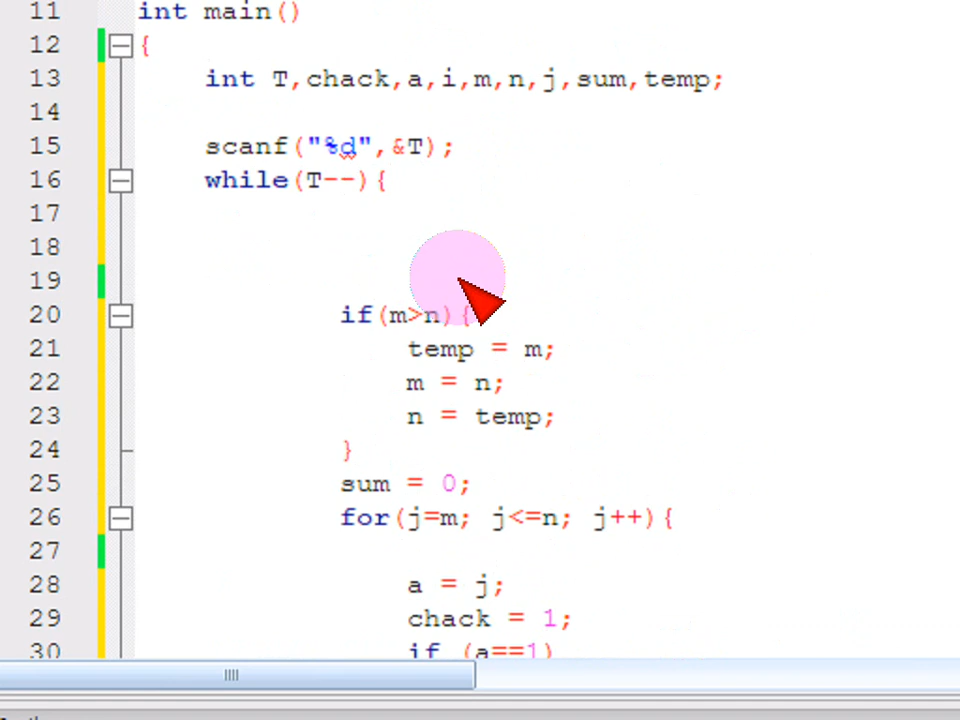 11 int main()
12 {
13 int T,chack,a,i,m,n,j,sum,temp;
14
15 scanf("%d",&T);
16 while(T--){
17
18
19
20 if(m>n){
21 temp = m;
22 m = n;
23 n = temp;
24 }
25 sum = 0;
26 for(j=m; j<=n; j++){
27
28 a = j;
29 chack = 1;
30 if (a==1)